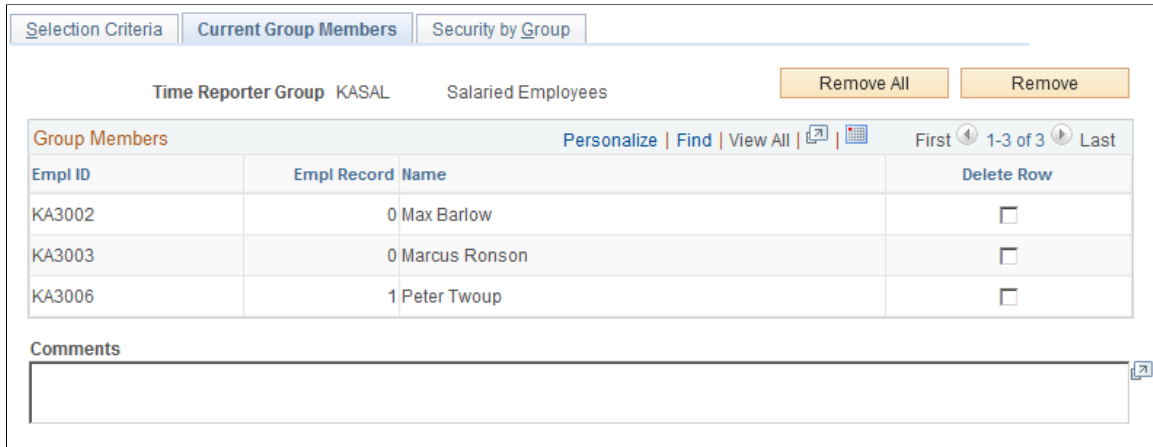 Selection Criteria Current Group Members Security by Group
Time Reporter Group KASAL Salaried Employees Remove All Remove
Group Members Personalize | Find | View All | | First 1-3 of 3 Last
Empl ID Empl Record Name Delete Row
KA3002 0 Max Barlow
KA3003 0 Marcus Ronson
KA3006 1 Peter Twoup
Comments